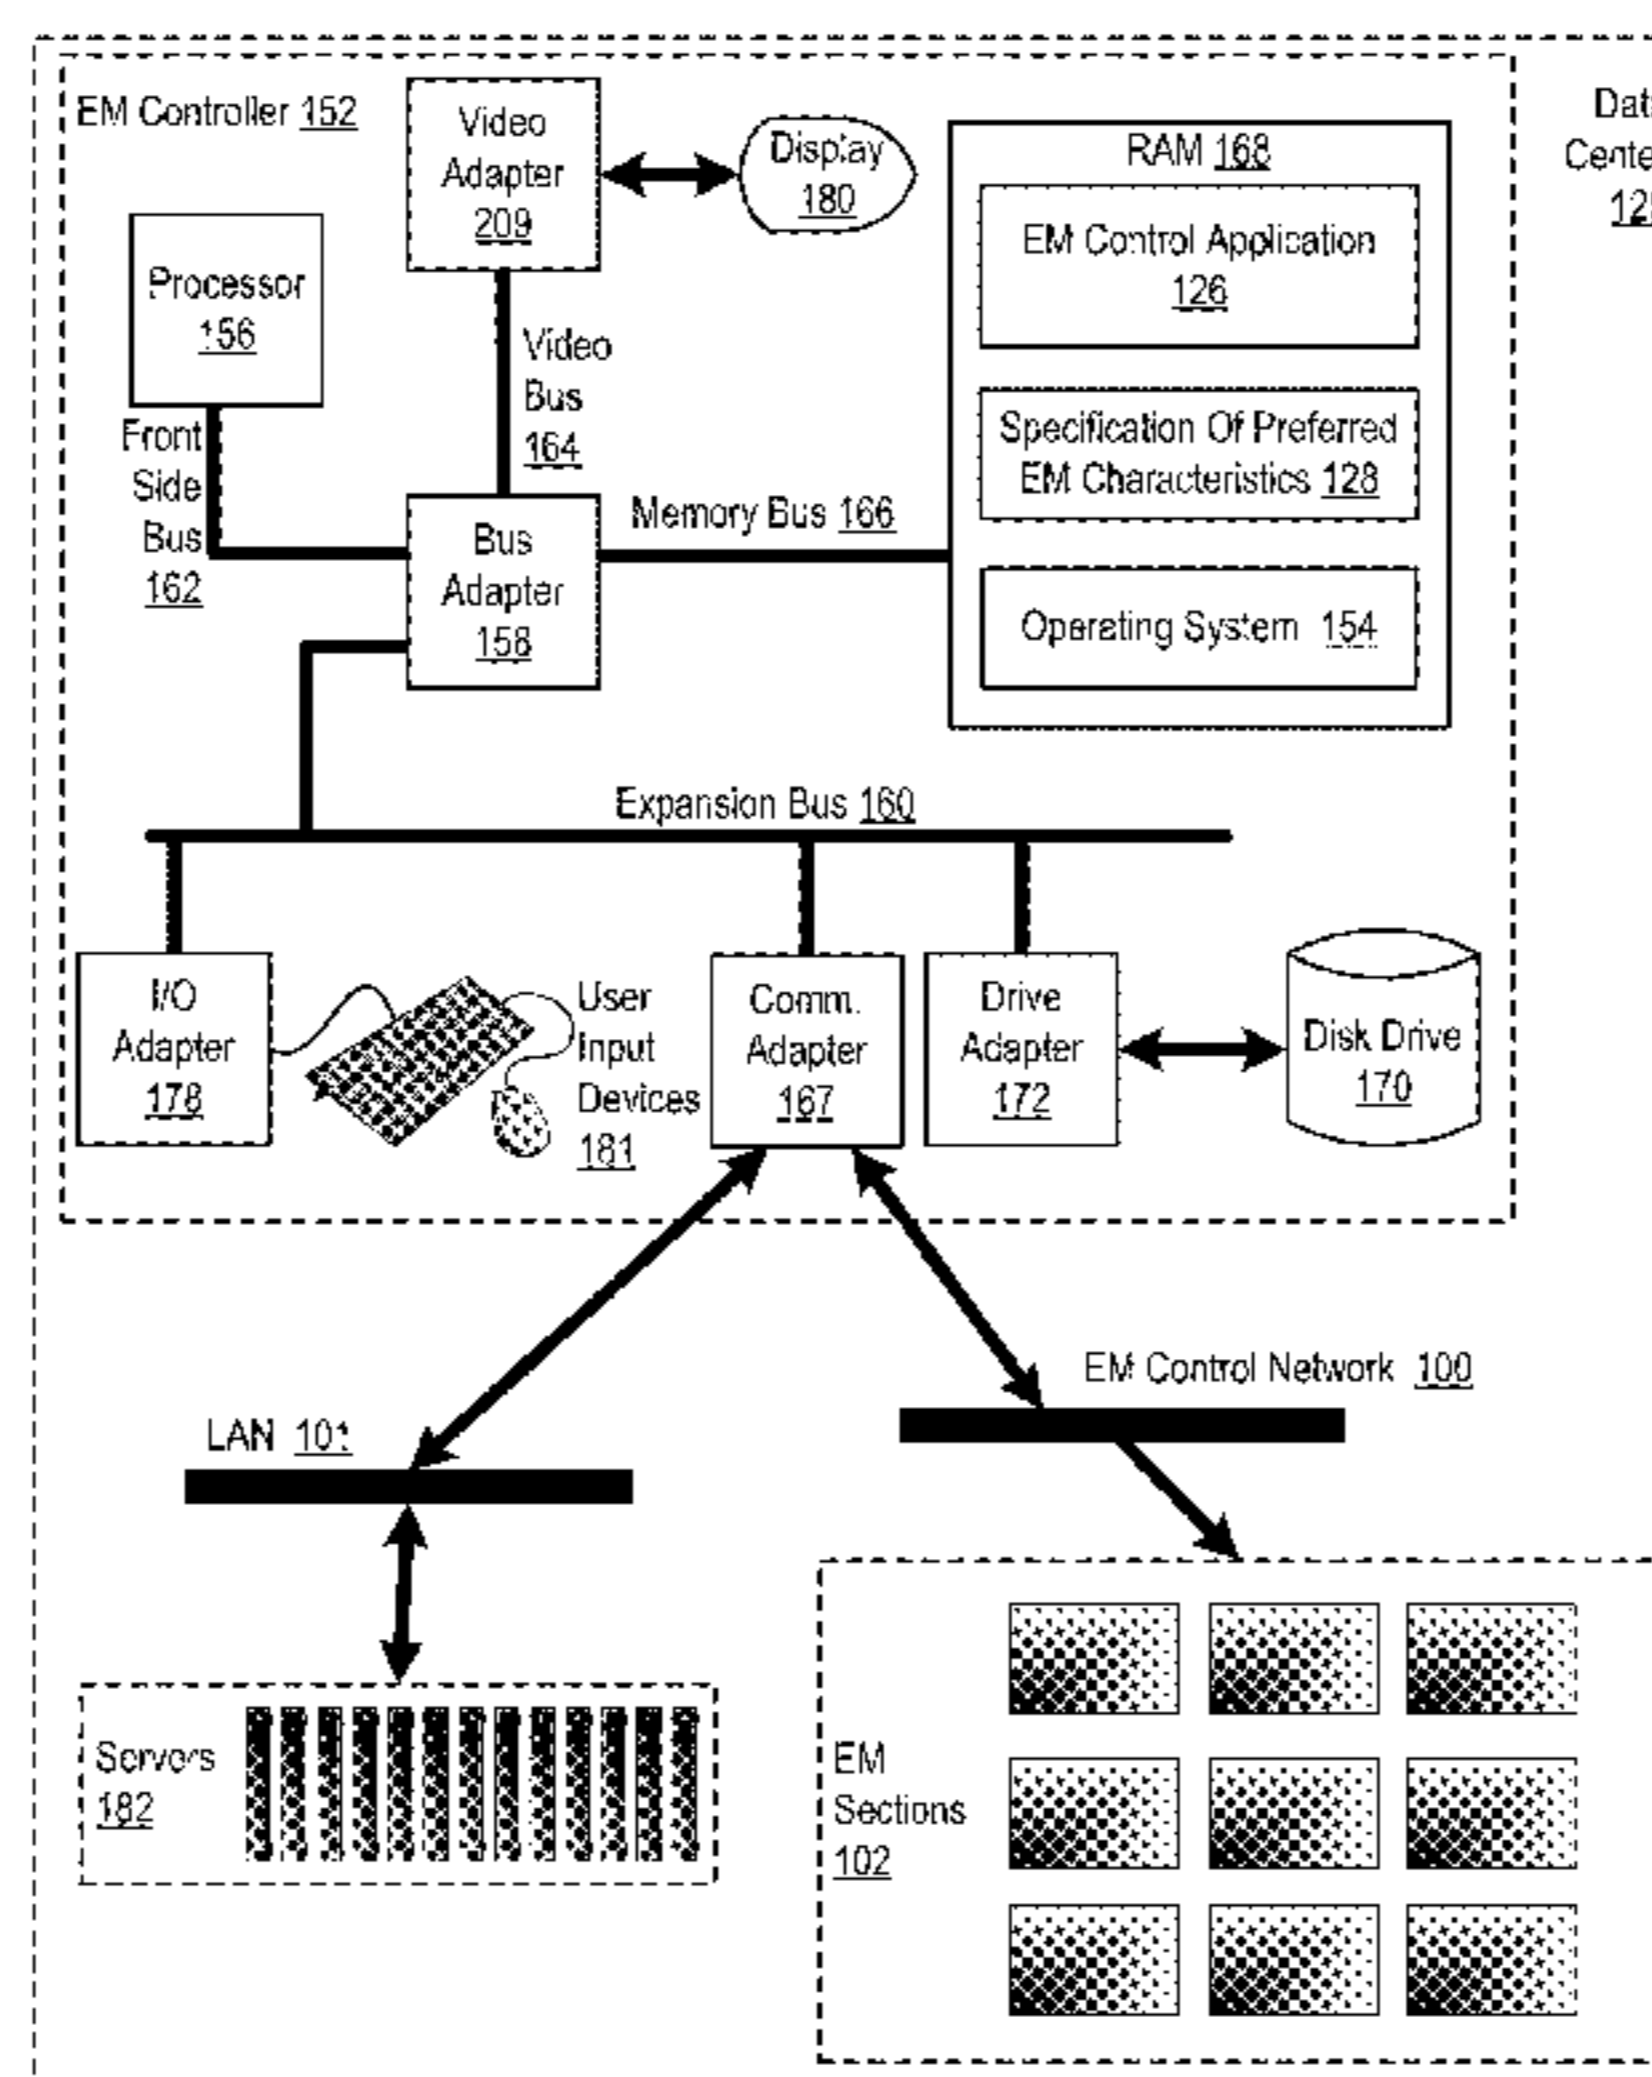 EM Controller 152
Video
Adapter
209
Display
180
RAM 168
EM Control Application
126
Specification Of Preferred
EM Characteristics 128
Operating System 154
Processor
156
Front
Side
Bus
162
Video
Bus
164
Bus
Adapter
158
Memory Bus 166
Expansion Bus 160
I/O
Adapter
178
User
Input
Devices
181
Comm.
Adapter
167
Drive
Adapter
172
Disk Drive
170
LAN 101
EM Control Network 100
Servers
182
EM
Sections
102